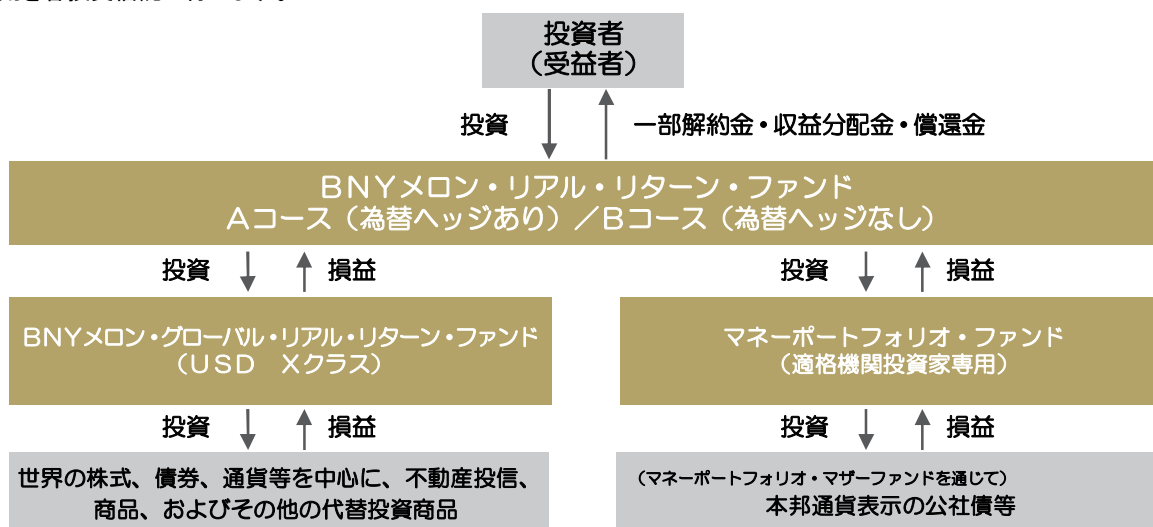 投資者
（受益者）
投資
一部解約金・収益分配金・償還金
ＢＮＹメロン・リアル・リターン・ファンド
Ａコース（為替ヘッジあり）／Ｂコース（為替ヘッジなし）
投資
損益
投資
損益
ＢＮＹメロン・グローバル・リアル・リターン・ファンド
（ＵＳＤ　Ｘクラス）
マネーポートフォリオ・ファンド
（適格機関投資家専用）
投資
損益
投資
損益
世界の株式、債券、通貨等を中心に、不動産投信、
商品、およびその他の代替投資商品
（マネーポートフォリオ・マザーファンドを通じて）
本邦通貨表示の公社債等